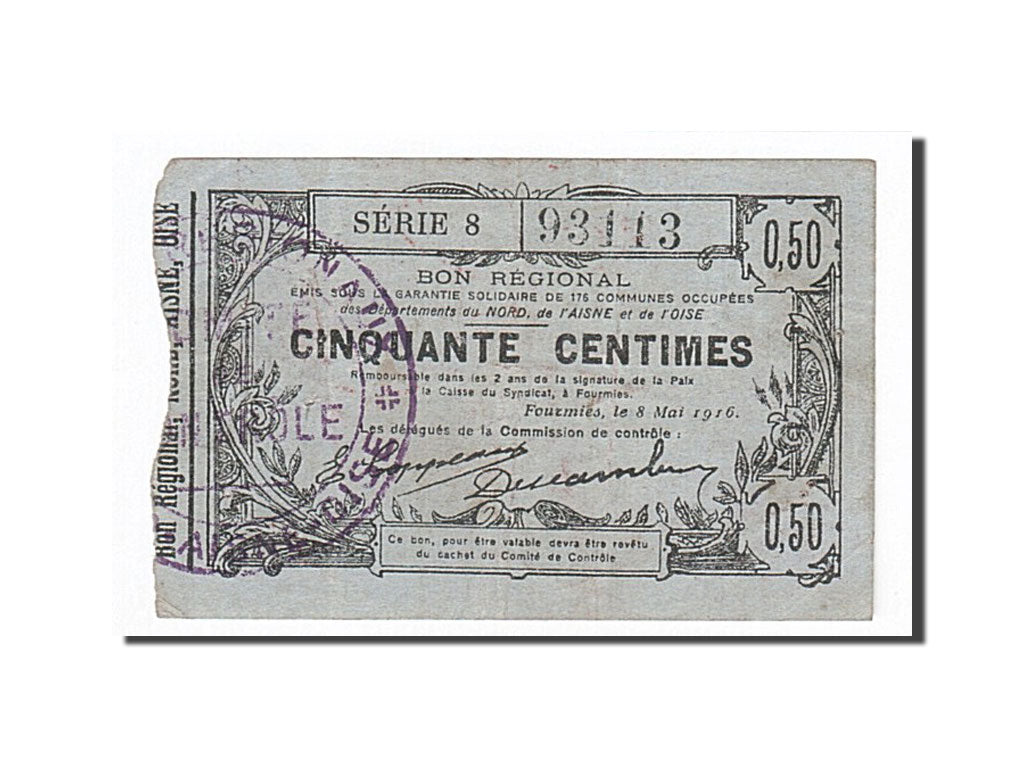 SÉRIE 8
93113
0,50
BON RÉGIONAL
ÉMIS SOUS LA GARANTIE SOLIDAIRE DE 176 COMMUNES OCCUPÉES
des Départements du NORD, de l'AISNE et de l'OISE
CINQUANTE CENTIMES
Remboursable dans les 2 ans de la signature de la Paix
à la Caisse du Syndicat, à Fourmies.
Fourmies, le 8 Mai 1916.
Les délégués de la Commission de contrôle :
0,50
Ce bon, pour être valable devra être revêtu
du cachet du Comité de Contrôle
Bon Régional, Nord, Aisne, Oise